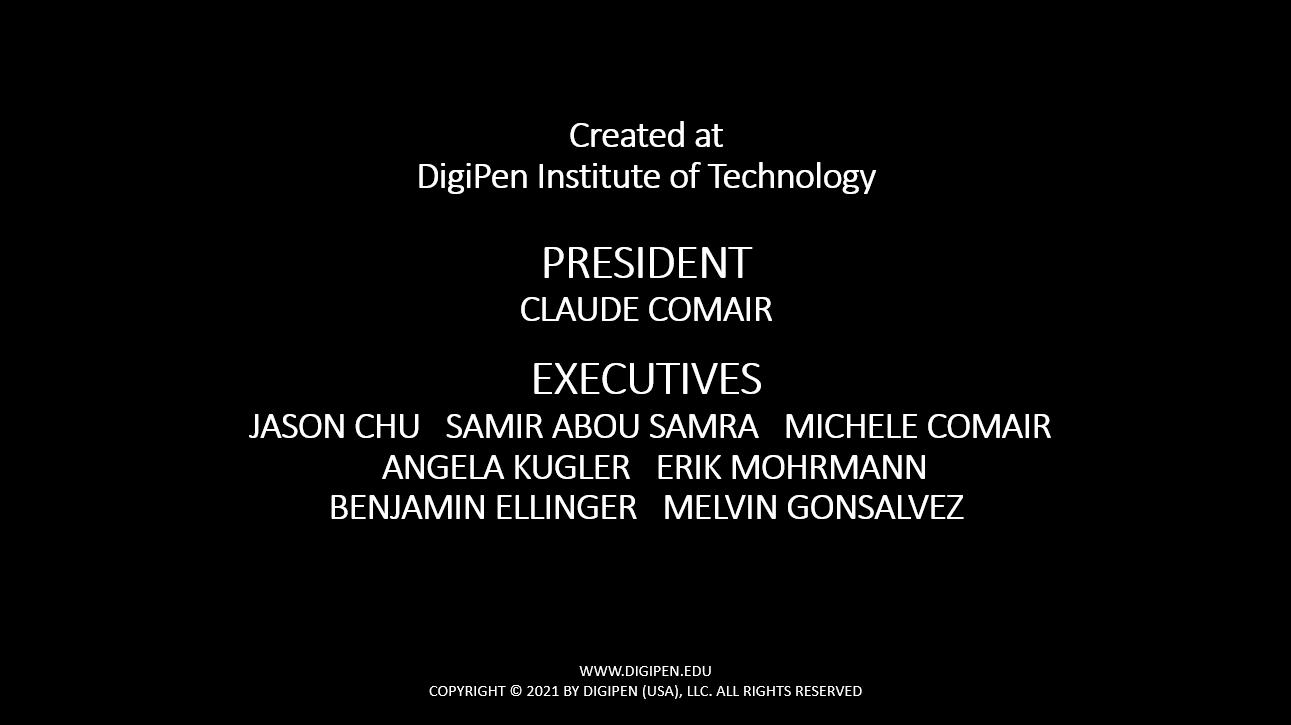 Created at
DigiPen Institute of Technology
PRESIDENT
CLAUDE COMAIR
EXECUTIVES
JASON CHU SAMIR ABOU SAMRA MICHELE COMAIR
ANGELA KUGLER ERIK MOHRMANN
BENJAMIN ELLINGER MELVIN GONSALVEZ
WWW.DIGIPEN.EDU
COPYRIGHT © 2021 BY DIGIPEN (USA), LLC. ALL RIGHTS RESERVED